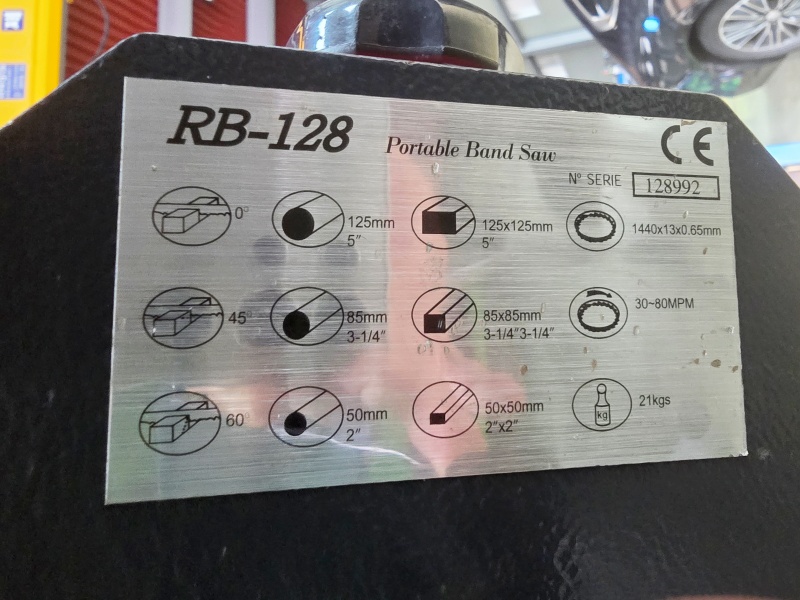 RB-128 Portable Band Saw CE
Nº SERIE 128992
0° 125mm 125x125mm 1440x13x0.65mm
5″ 5″
45° 85mm 85x85mm 30~80MPM
3-1/4″ 3-1/4″3-1/4″
60° 50mm 50x50mm kg 21kgs
2″ 2″x2″